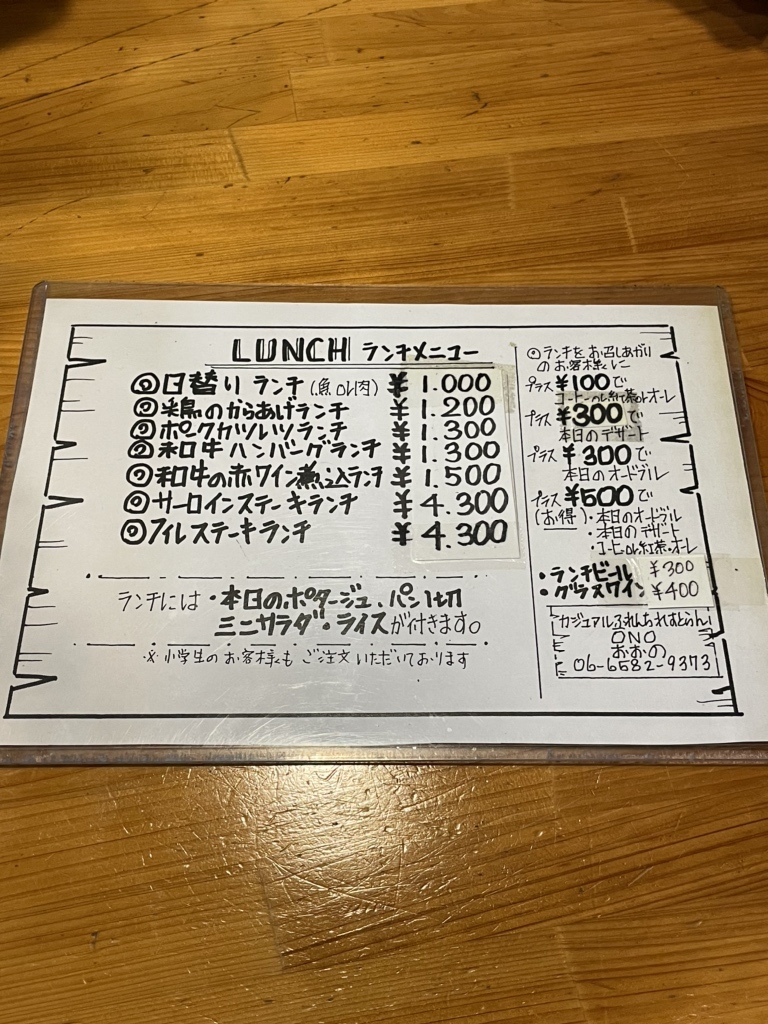 LUNCH ランチメニュー
◎日替り ランチ(魚 or 肉) ¥1.000
◎若鳥のからあげランチ ¥1.200
◎ポークカツレツランチ ¥1.300
◎和牛ハンバーグランチ ¥1.300
◎和牛の赤ワイン煮込ランチ ¥1.500
◎サーロインステーキランチ ¥4.300
◎フィレステーキランチ ¥4.300
ランチには・本日のポタージュ、パン1切
ミニサラダ・ライスが付きます。
※小学生のお客様もご注文いただいております
◎ランチをお召しあがり
のお客様に
プラス ¥100で
コーヒーor紅茶orオーレ
プラス ¥300で
本日のデザート
プラス ¥300で
本日のオードブル
プラス ¥500で
(お得)・本日のオードブル
・本日のデザート
・コーヒーor紅茶・オーレ
・ランチビール ¥300
・グラスワイン ¥400
カジュアルふれんちれすとらん
ONO
おおの
06-6582-9373